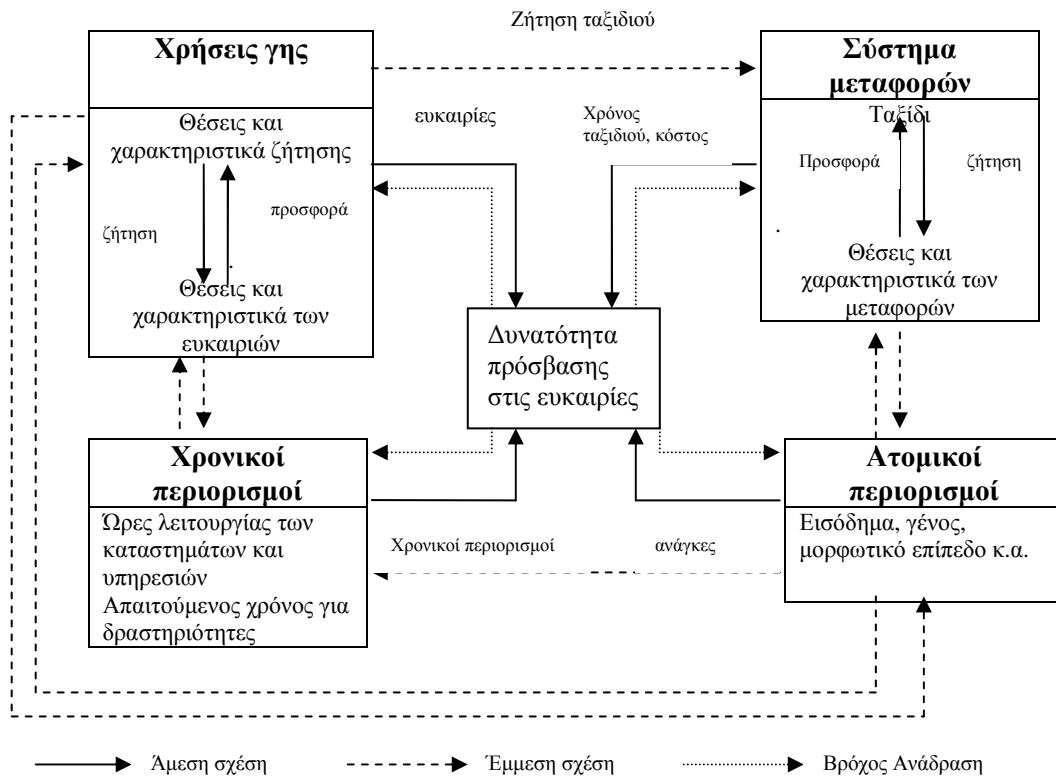 Ζήτηση ταξιδιού
Χρήσεις γης
Θέσεις και
χαρακτηριστικά ζήτησης
ζήτηση
προσφορά
Θέσεις και
χαρακτηριστικά των
ευκαιριών
ευκαιρίες
Χρόνος
ταξιδιού, κόστος
Σύστημα
μεταφορών
Ταξίδι
Προσφορά
ζήτηση
Θέσεις και
χαρακτηριστικά των
μεταφορών
Δυνατότητα
πρόσβασης
στις ευκαιρίες
Χρονικοί
περιορισμοί
Ώρες λειτουργίας των
καταστημάτων και
υπηρεσιών
Απαιτούμενος χρόνος για
δραστηριότητες
Χρονικοί περιορισμοί
ανάγκες
Ατομικοί
περιορισμοί
Εισόδημα, γένος,
μορφωτικό επίπεδο κ.α.
Άμεση σχέση
Έμμεση σχέση
Βρόχος Ανάδραση